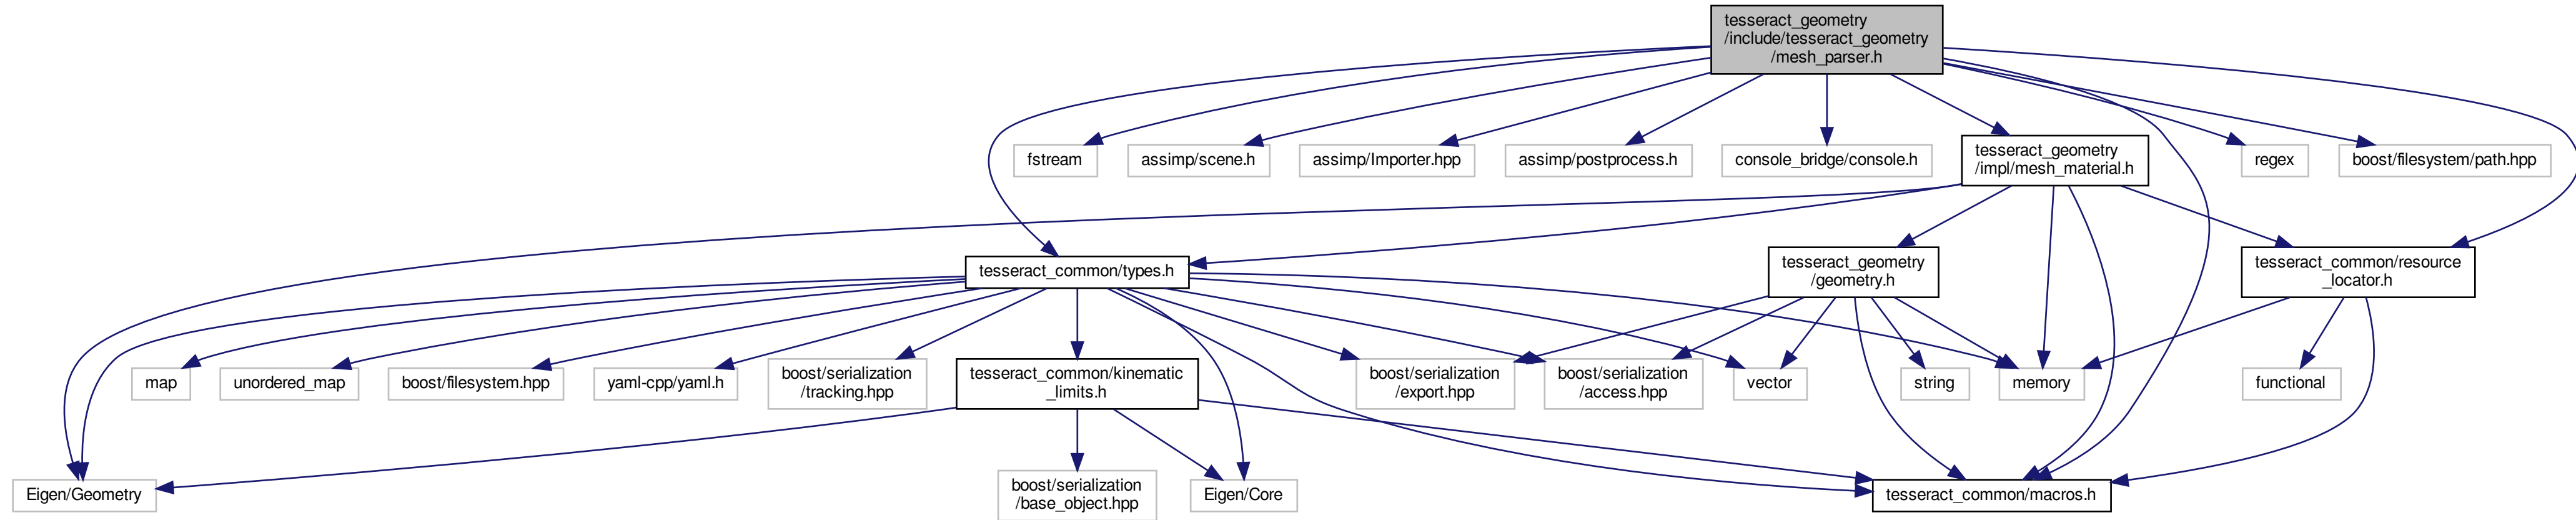 tesseract_geometry
/include/tesseract_geometry
/mesh_parser.h
fstream
assimp/scene.h
assimp/Importer.hpp
assimp/postprocess.h
console_bridge/console.h
tesseract_geometry
/impl/mesh_material.h
regex
boost/filesystem/path.hpp
tesseract_common/types.h
tesseract_geometry
/geometry.h
tesseract_common/resource
_locator.h
map
unordered_map
boost/filesystem.hpp
yaml-cpp/yaml.h
boost/serialization
/tracking.hpp
tesseract_common/kinematic
_limits.h
boost/serialization
/export.hpp
boost/serialization
/access.hpp
vector
string
memory
functional
Eigen/Geometry
boost/serialization
/base_object.hpp
Eigen/Core
tesseract_common/macros.h